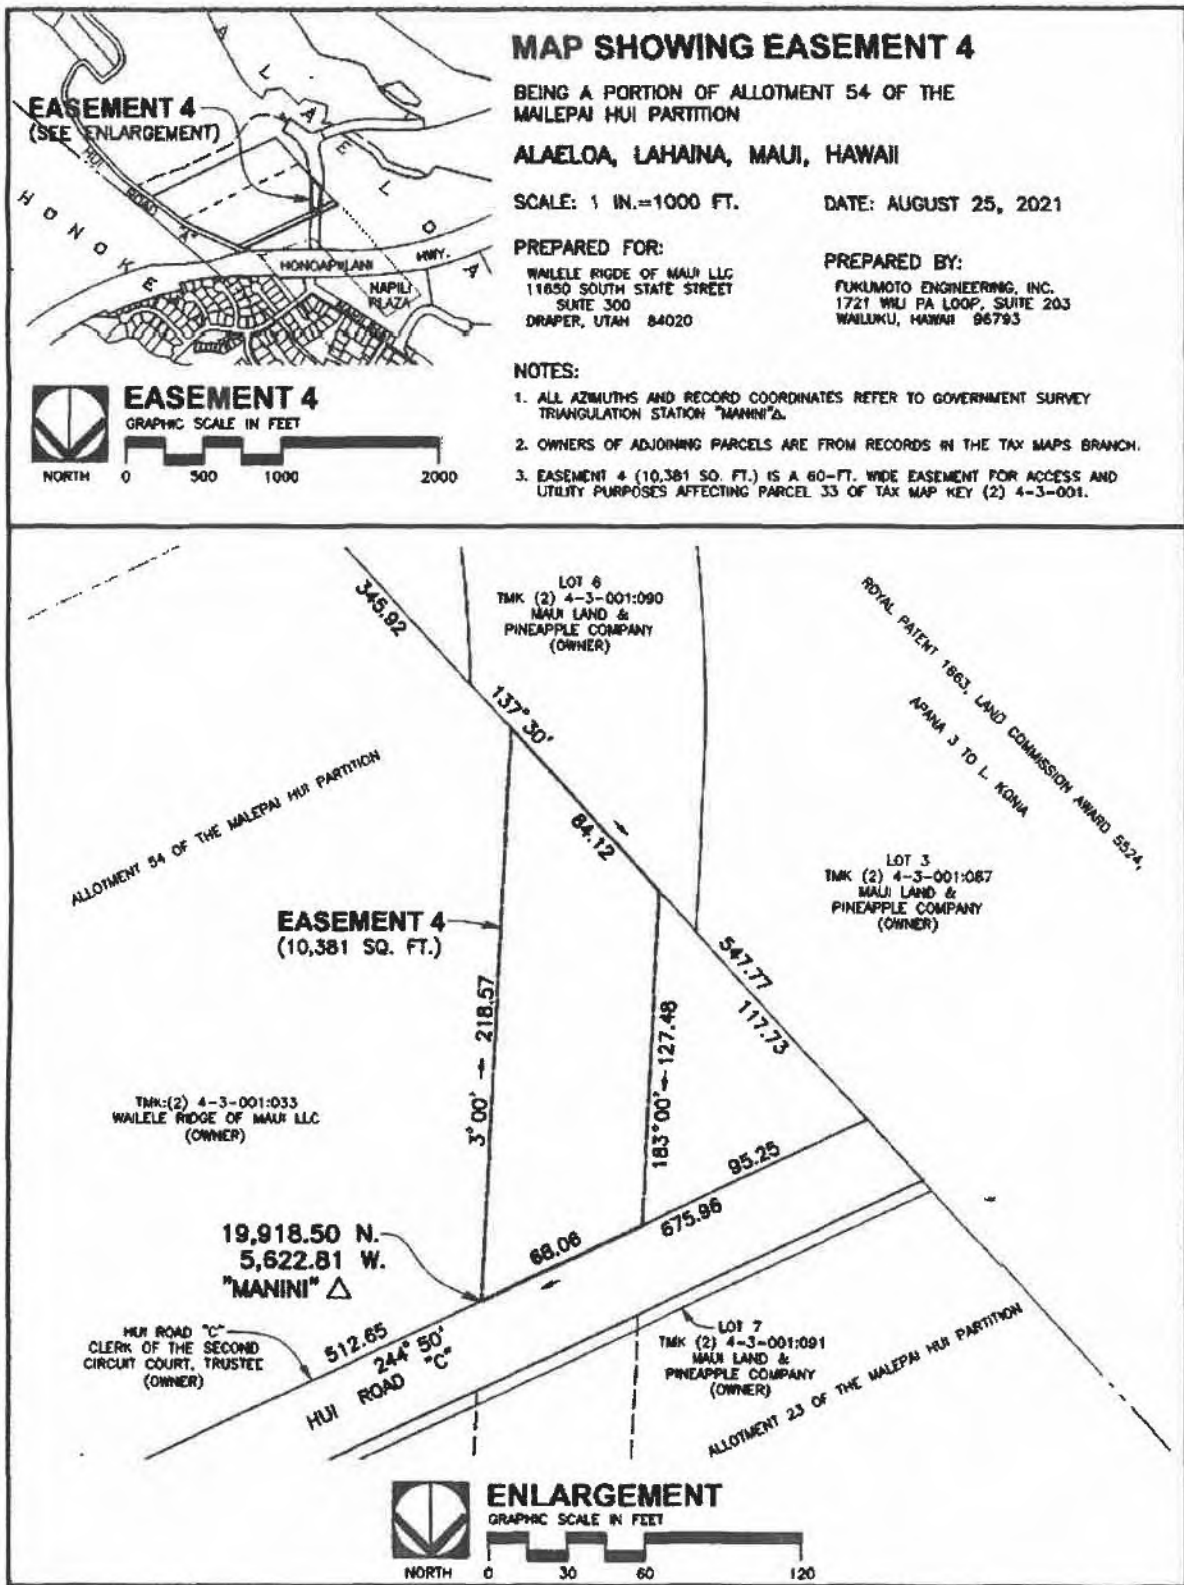 MAP SHOWING EASEMENT 4
BEING A PORTION OF ALLOTMENT 54 OF THE
MAILEPAI HUI PARTITION
ALAELOA, LAHAINA, MAUI, HAWAII
SCALE: 1 IN.=1000 FT.
DATE: AUGUST 25, 2021
PREPARED FOR:
WAILELE RIGDE OF MAUI LLC
11650 SOUTH STATE STREET
SUITE 300
DRAPER, UTAH 84020
PREPARED BY:
FUKUMOTO ENGINEERING, INC.
1721 WILI PA LOOP, SUITE 203
WAILUKU, HAWAII 96793
NOTES:
1. ALL AZIMUTHS AND RECORD COORDINATES REFER TO GOVERNMENT SURVEY
TRIANGULATION STATION "MANINI"△.
2. OWNERS OF ADJOINING PARCELS ARE FROM RECORDS IN THE TAX MAPS BRANCH.
3. EASEMENT 4 (10,381 SQ. FT.) IS A 60-FT. WIDE EASEMENT FOR ACCESS AND
UTILITY PURPOSES AFFECTING PARCEL 33 OF TAX MAP KEY (2) 4-3-001.
EASEMENT 4
(SEE ENLARGEMENT)
ALAELOA
HUI
ROAD
"A"
HONOKE
HONOAPIILANI
HWY.
NAPILI
PLAZA
EASEMENT 4
GRAPHIC SCALE IN FEET
NORTH
0 500 1000 2000
345.92
LOT 6
TMK (2) 4-3-001:090
MAUI LAND &
PINEAPPLE COMPANY
(OWNER)
ROYAL PATENT 1663, LAND COMMISSION AWARD 5524,
APANA 3 TO L. KONIA
137° 30'
84.12
ALLOTMENT 54 OF THE MALEPAI HUI PARTITION
LOT 3
TMK (2) 4-3-001:087
MAUI LAND &
PINEAPPLE COMPANY
(OWNER)
EASEMENT 4
(10,381 SQ. FT.)
547.77
117.73
3°00' → 218.57
183°00' ← 127.48
TMK:(2) 4-3-001:033
WAILELE RIDGE OF MAUI LLC
(OWNER)
95.25
675.96
68.06
19,918.50 N.
5,622.81 W.
"MANINI" △
HUI ROAD "C"
CLERK OF THE SECOND
CIRCUIT COURT, TRUSTEE
(OWNER)
512.65
244° 50'
HUI ROAD "C"
LOT 7
TMK (2) 4-3-001:091
MAUI LAND &
PINEAPPLE COMPANY
(OWNER)
ALLOTMENT 23 OF THE MALEPAI HUI PARTITION
ENLARGEMENT
GRAPHIC SCALE IN FEET
NORTH
0 30 60 120